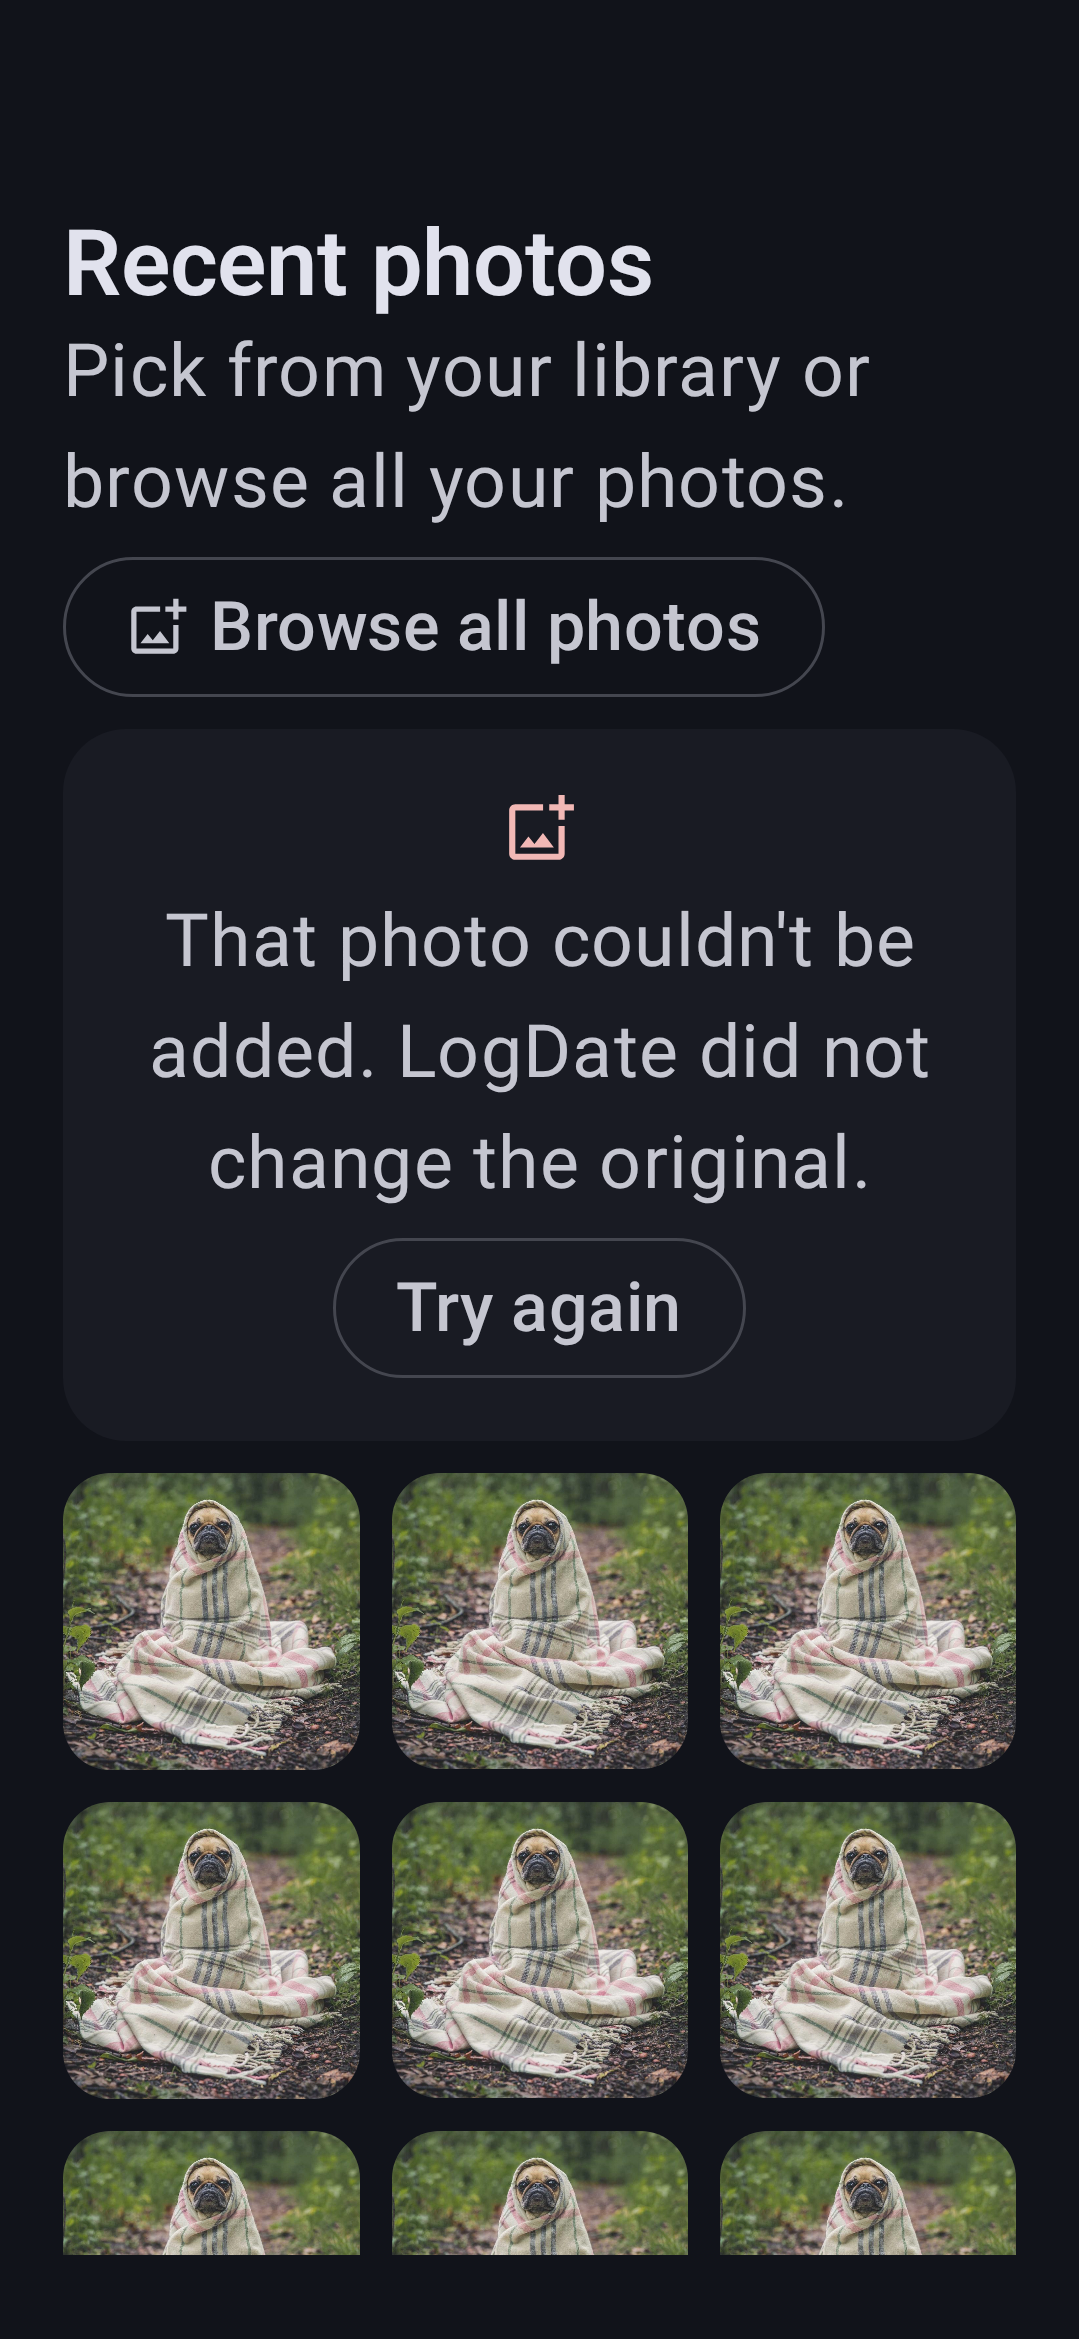 Recent photos
Pick from your library or
browse all your photos.
Browse all photos
That photo couldn't be
added. LogDate did not
change the original.
Try again